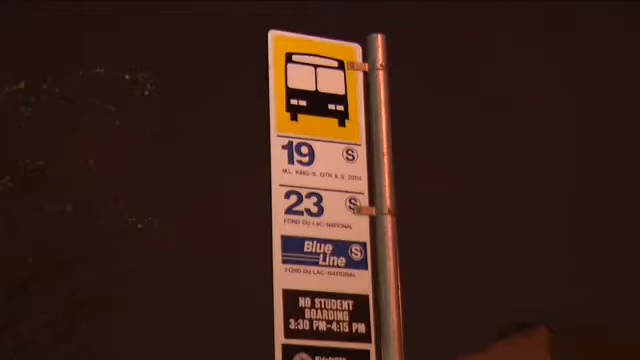 19 S
M.L. KING-S. 13TH & S. 20TH
23 S
FOND DU LAC-NATIONAL
Blue
Line S
FOND DU LAC-NATIONAL
NO STUDENT
BOARDING
3:30 PM-4:15 PM